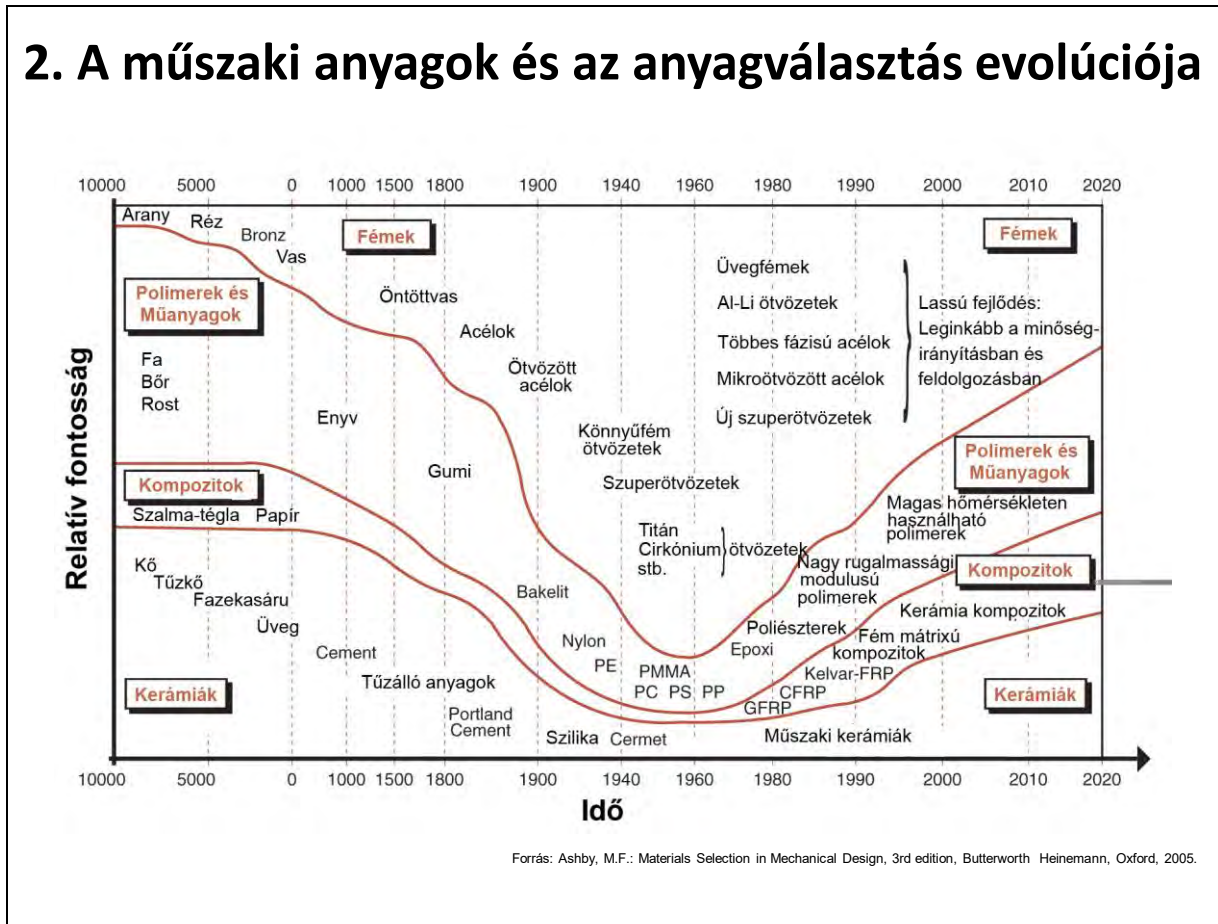 2. A műszaki anyagok és az anyagválasztás evolúciója
10000 5000 0 1000 1500 1800 1900 1940 1960 1980 1990 2000 2010 2020
Arany
Réz
Bronz
Vas
Fémek
Fémek
Polimerek és
Műanyagok
Öntöttvas
Acélok
Ötvözött
acélok
Üvegfémek
Al-Li ötvözetek
Többes fázisú acélok
Mikroötvözött acélok
Új szuperötvözetek
Lassú fejlődés:
Leginkább a minőség-
irányításban és
feldolgozásban
Fa
Bőr
Rost
Enyv
Gumi
Könnyűfém
ötvözetek
Szuperötvözetek
Polimerek és
Műanyagok
Kompozitok
Szalma-tégla
Papír
Titán
Cirkónium
stb.
ötvözetek
Magas hőmérsékleten
használható
polimerek
Nagy rugalmassági
modulusú
polimerek
Kompozitok
Kő
Tűzkő
Fazekasáru
Üveg
Cement
Tűzálló anyagok
Portland
Cement
Bakelit
Nylon
PE
PMMA
PC PS PP
Poliészterek
Epoxi
Kerámia kompozitok
Fém mátrixú
kompozitok
Kelvar-FRP
CFRP
GFRP
Kerámiák
Kerámiák
Szilika
Cermet
Műszaki kerámiák
Relatív fontosság
10000 5000 0 1000 1500 1800 1900 1940 1960 1980 1990 2000 2010 2020
Idő
Forrás: Ashby, M.F.: Materials Selection in Mechanical Design, 3rd edition, Butterworth Heinemann, Oxford, 2005.